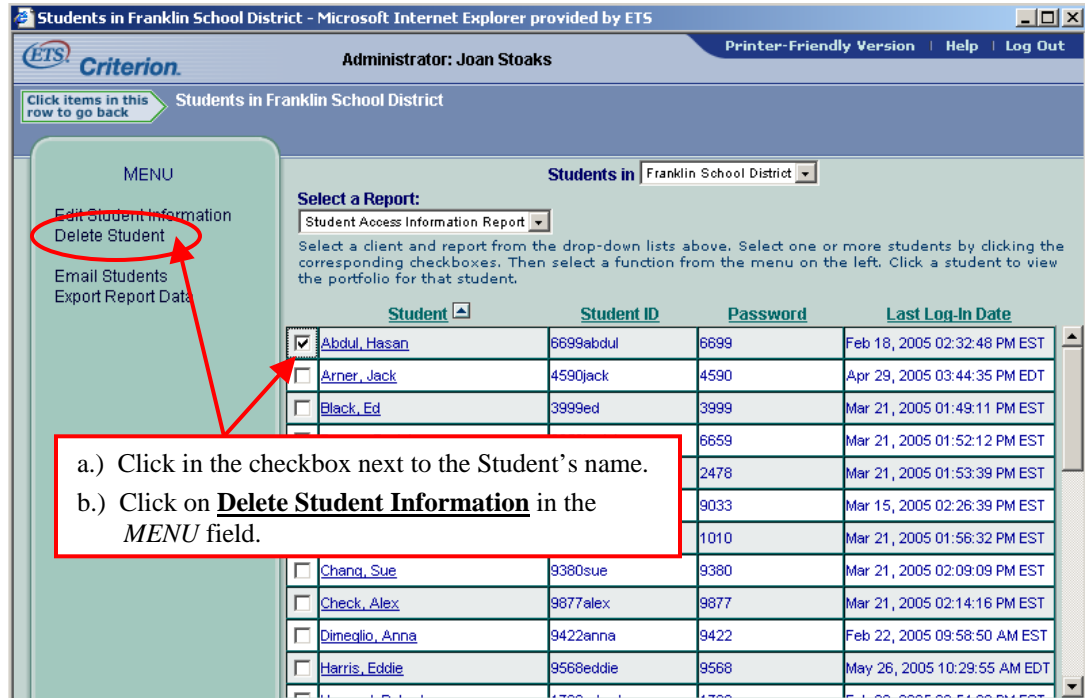 Students in Franklin School District - Microsoft Internet Explorer provided by ETS
ETS Criterion.
Administrator: Joan Stoaks
Printer-Friendly Version | Help | Log Out
Click items in this
row to go back
Students in Franklin School District
MENU
Edit Student Information
Delete Student
Email Students
Export Report Data
Students in Franklin School District
Select a Report:
Student Access Information Report
Select a client and report from the drop-down lists above. Select one or more students by clicking the
corresponding checkboxes. Then select a function from the menu on the left. Click a student to view
the portfolio for that student.
Student Student ID Password Last Log-In Date
Abdul, Hasan 6699abdul 6699 Feb 18, 2005 02:32:48 PM EST
Arner, Jack 4590jack 4590 Apr 29, 2005 03:44:35 PM EDT
Black, Ed 3999ed 3999 Mar 21, 2005 01:49:11 PM EST
6659 Mar 21, 2005 01:52:12 PM EST
2478 Mar 21, 2005 01:53:39 PM EST
9033 Mar 15, 2005 02:26:39 PM EST
1010 Mar 21, 2005 01:56:32 PM EST
a.) Click in the checkbox next to the Student's name.
b.) Click on Delete Student Information in the
MENU field.
Chang, Sue 9380sue 9380 Mar 21, 2005 02:09:09 PM EST
Check, Alex 9877alex 9877 Mar 21, 2005 02:14:16 PM EST
Dimeglio, Anna 9422anna 9422 Feb 22, 2005 09:58:50 AM EST
Harris, Eddie 9568eddie 9568 May 26, 2005 10:29:55 AM EDT